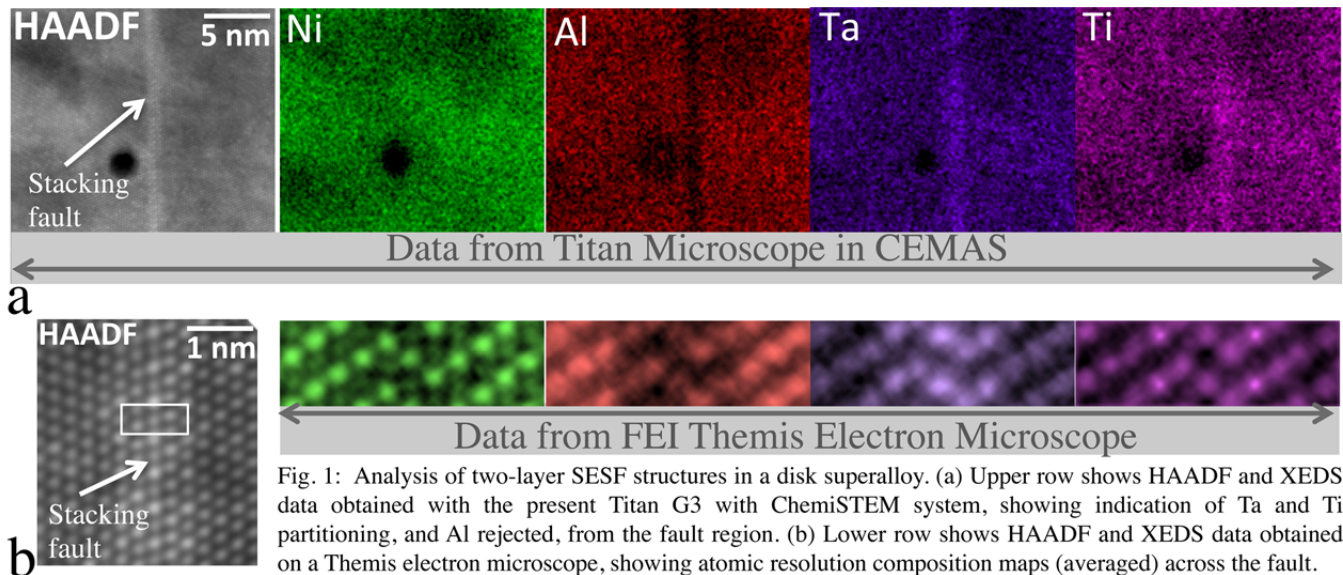 HAADF
5 nm
Ni
Al
Ta
Ti
Stacking
fault
Data from Titan Microscope in CEMAS
a
HAADF
1 nm
Stacking
fault
Data from FEI Themis Electron Microscope
b
Fig. 1: Analysis of two-layer SESF structures in a disk superalloy. (a) Upper row shows HAADF and XEDS
data obtained with the present Titan G3 with ChemiSTEM system, showing indication of Ta and Ti
partitioning, and Al rejected, from the fault region. (b) Lower row shows HAADF and XEDS data obtained
on a Themis electron microscope, showing atomic resolution composition maps (averaged) across the fault.